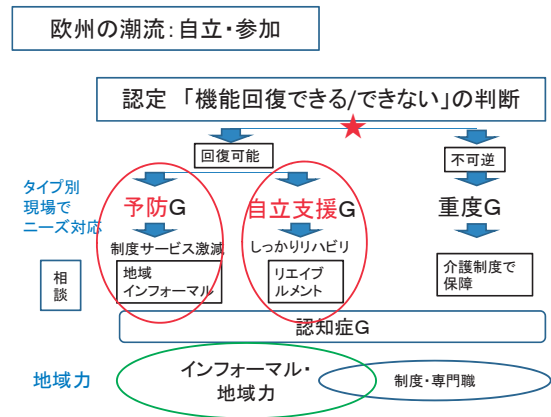 欧州の潮流:自立・参加
認定 「機能回復できる/できない」の判断
回復可能
不可逆
タイプ別
現場で
ニーズ対応
予防G
自立支援G
重度G
制度サービス激減
しっかりリハビリ
相
談
地域
インフォーマル
リエイブ
ルメント
介護制度で
保障
認知症G
地域力
インフォーマル・
地域力
制度・専門職